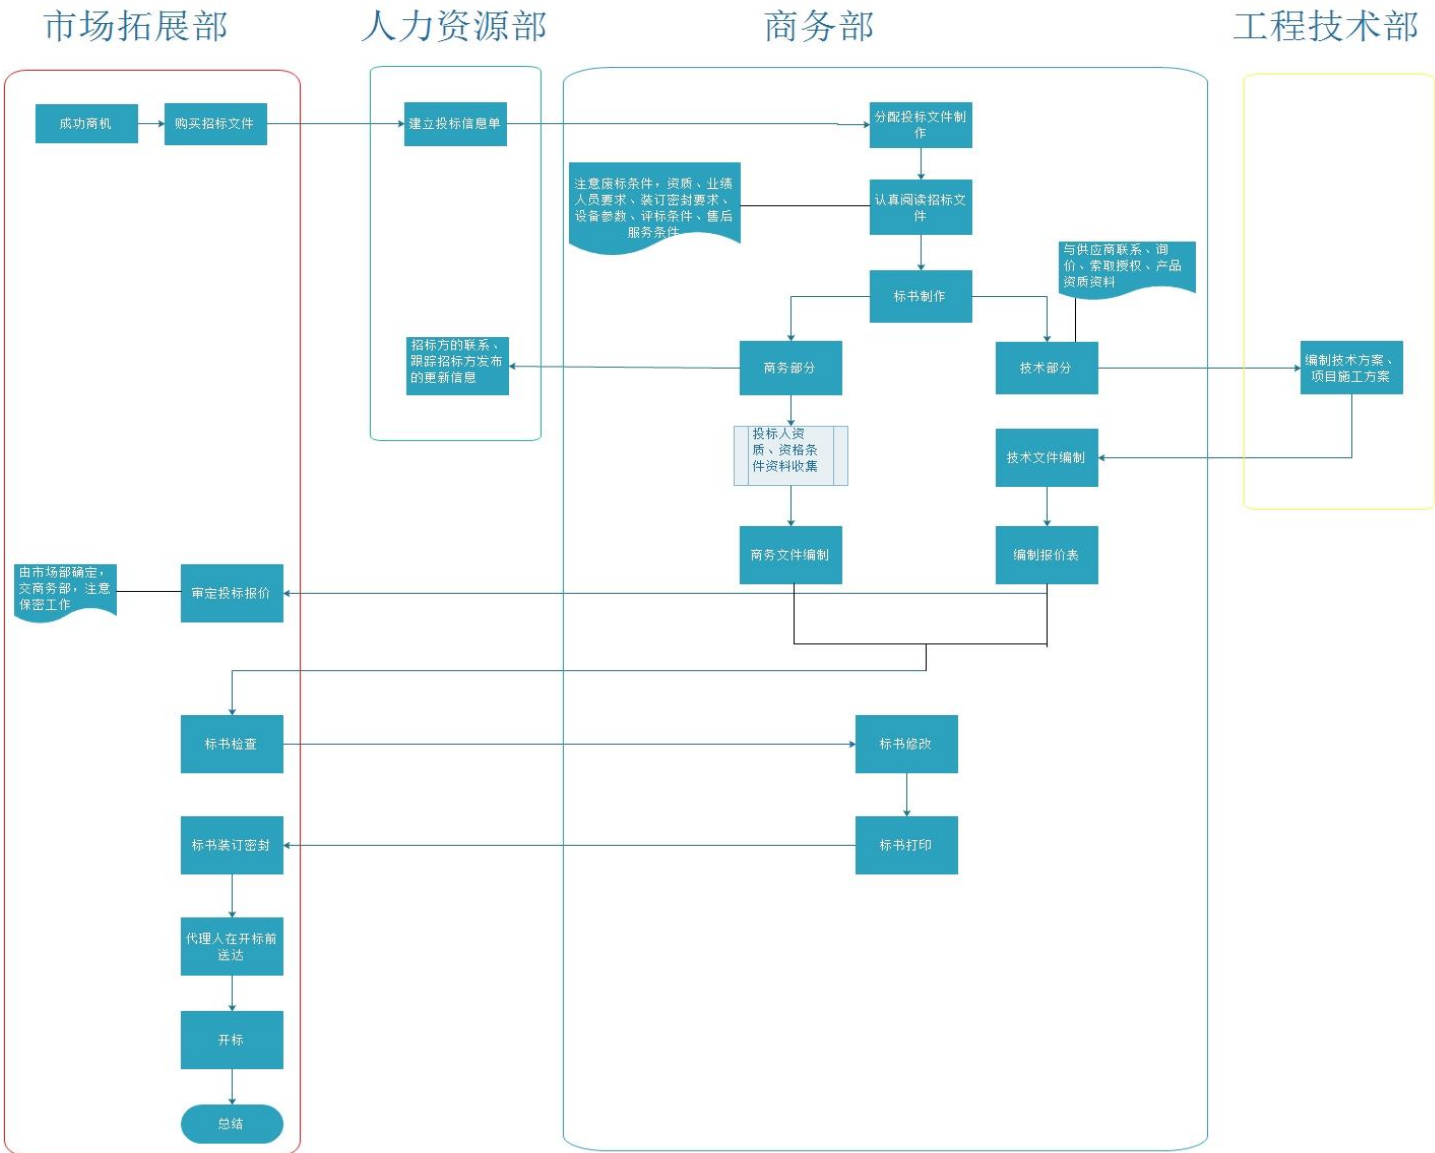 市场拓展部
人力资源部
商务部
工程技术部
成功商机
购买招标文件
建立投标信息单
分配投标文件制
作
注意废标条件，资质、业绩
人员要求、装订密封要求、
设备参数、评标条件、售后
服务条件
认真阅读招标文
件
与供应商联系、询
价、索取授权、产品
资质资料
标书制作
招标方的联系、
跟踪招标方发布
的更新信息
商务部分
技术部分
编制技术方案、
项目施工方案
投标人资
质、资格条
件资料收集
技术文件编制
商务文件编制
编制报价表
由市场部确定，
交商务部，注意
保密工作
审定投标报价
标书检查
标书修改
标书装订密封
标书打印
代理人在开标前
送达
开标
总结